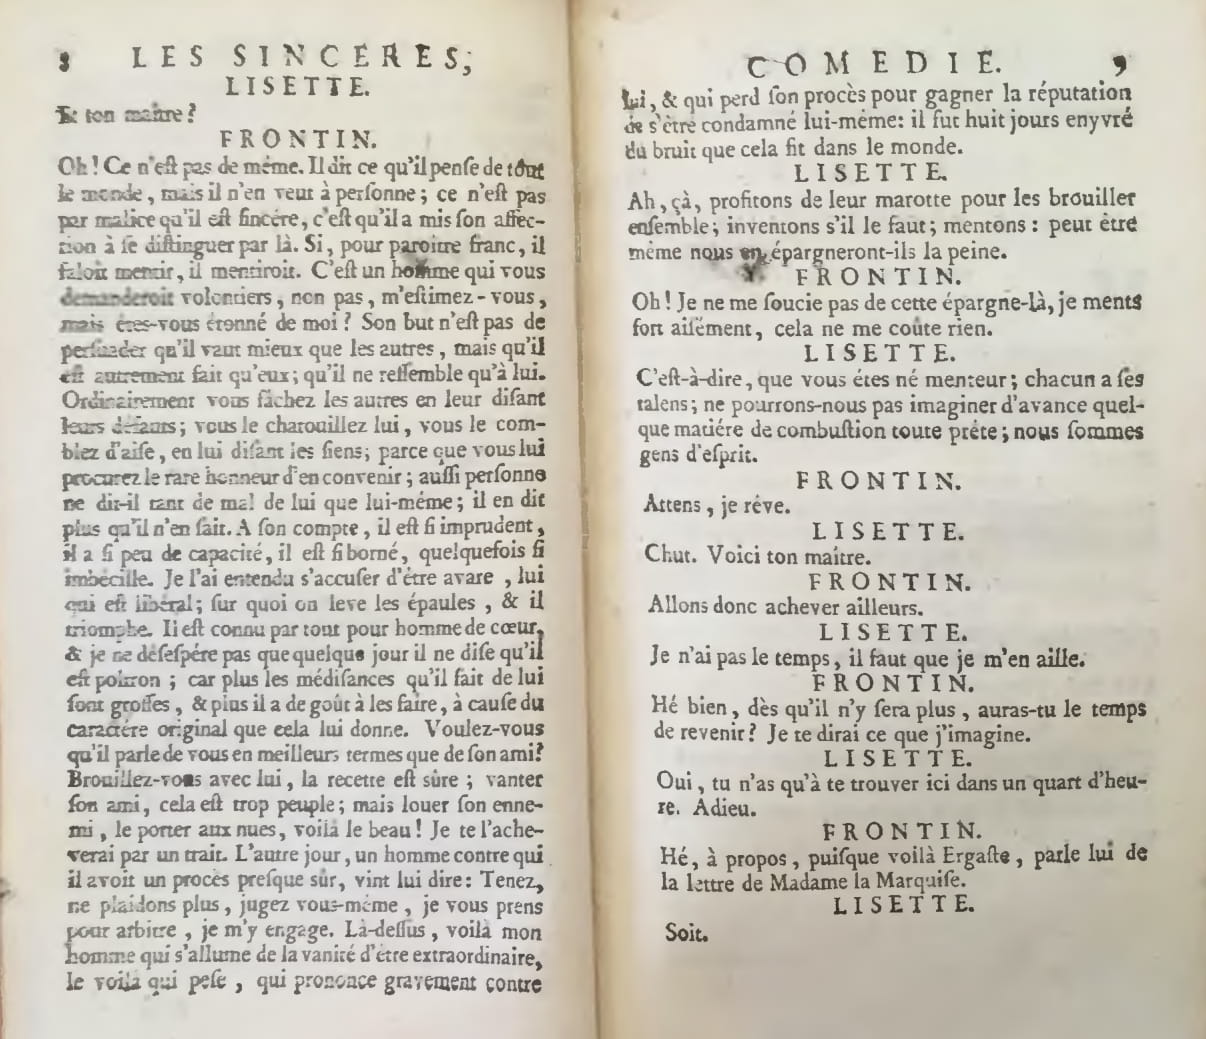 8 LES SINCERES,
LISETTE.
Et ton maître?
FRONTIN.
Oh! Ce n'eſt pas de méme. Il dit ce qu'il penſe de tout
le monde, mais il n'en veut à perſonne; ce n'eſt pas
par malice qu'il eſt ſincére, c'eſt qu'il a mis ſon affec-
tion à ſe diſtinguer par là. Si, pour paroître franc, il
faloit mentir, il mentiroit. C'eſt un homme qui vous
demanderoit volontiers, non pas, m'eſtimez-vous,
mais étes-vous étonné de moi? Son but n'eſt pas de
perſuader qu'il vaut mieux que les autres, mais qu'il
eſt autrement fait qu'eux; qu'il ne reſſemble qu'à lui.
Ordinairement vous fâchez les autres en leur diſant
leurs défauts; vous le chatouillez lui, vous le com-
blez d'aiſe, en lui diſant les ſiens; parce que vous lui
procurez le rare honneur d'en convenir; auſſi perſonne
ne dit-il tant de mal de lui que lui-méme; il en dit
plus qu'il n'en ſait. A ſon compte, il eſt ſi imprudent,
il a ſi peu de capacité, il eſt ſi borné, quelquefois ſi
imbécille. Je l'ai entendu s'accuſer d'étre avare, lui
qui eſt libéral; ſur quoi on leve les épaules, & il
triomphe. Il eſt connu par tout pour homme de cœur,
& je ne déſeſpére pas que quelque jour il ne diſe qu'il
eſt poltron; car plus les médiſances qu'il fait de lui
ſont groſſes, & plus il a de goût à les faire, à cauſe du
caractére original que cela lui donne. Voulez-vous
qu'il parle de vous en meilleurs termes que de ſon ami?
Brouillez-vous avec lui, la recette eſt sûre; vanter
ſon ami, cela eſt trop peuple; mais louer ſon enne-
mi, le porter aux nues, voilà le beau! Je te l'ache-
verai par un trait. L'autre jour, un homme contre qui
il avoit un procès preſque sûr, vint lui dire: Tenez,
ne plaidons plus, jugez vous-méme, je vous prens
pour arbitre, je m'y engage. Là-deſſus, voilà mon
homme qui s'allume de la vanité d'étre extraordinaire,
le voilà qui peſe, qui prononce gravement contre
COMEDIE. 9
lui, & qui perd ſon procès pour gagner la réputation
de s'étre condamné lui-méme: il fut huit jours enyvré
du bruit que cela fit dans le monde.
LISETTE.
Ah, çà, profitons de leur marotte pour les brouiller
enſemble; inventons s'il le faut; mentons: peut étre
méme nous en épargneront-ils la peine.
FRONTIN.
Oh! Je ne me ſoucie pas de cette épargne-là, je ments
fort aiſément, cela ne me coûte rien.
LISETTE.
C'eſt-à-dire, que vous étes né menteur; chacun a ſes
talens; ne pourrons-nous pas imaginer d'avance quel-
que matiére de combuſtion toute préte; nous ſommes
gens d'eſprit.
FRONTIN.
Attens, je réve.
LISETTE.
Chut. Voici ton maître.
FRONTIN.
Allons donc achever ailleurs.
LISETTE.
Je n'ai pas le temps, il faut que je m'en aille.
FRONTIN.
Hé bien, dès qu'il n'y ſera plus, auras-tu le temps
de revenir? Je te dirai ce que j'imagine.
LISETTE.
Oui, tu n'as qu'à te trouver ici dans un quart d'heu-
re. Adieu.
FRONTIN.
Hé, à propos, puiſque voilà Ergaſte, parle lui de
la lettre de Madame la Marquiſe.
LISETTE.
Soit.